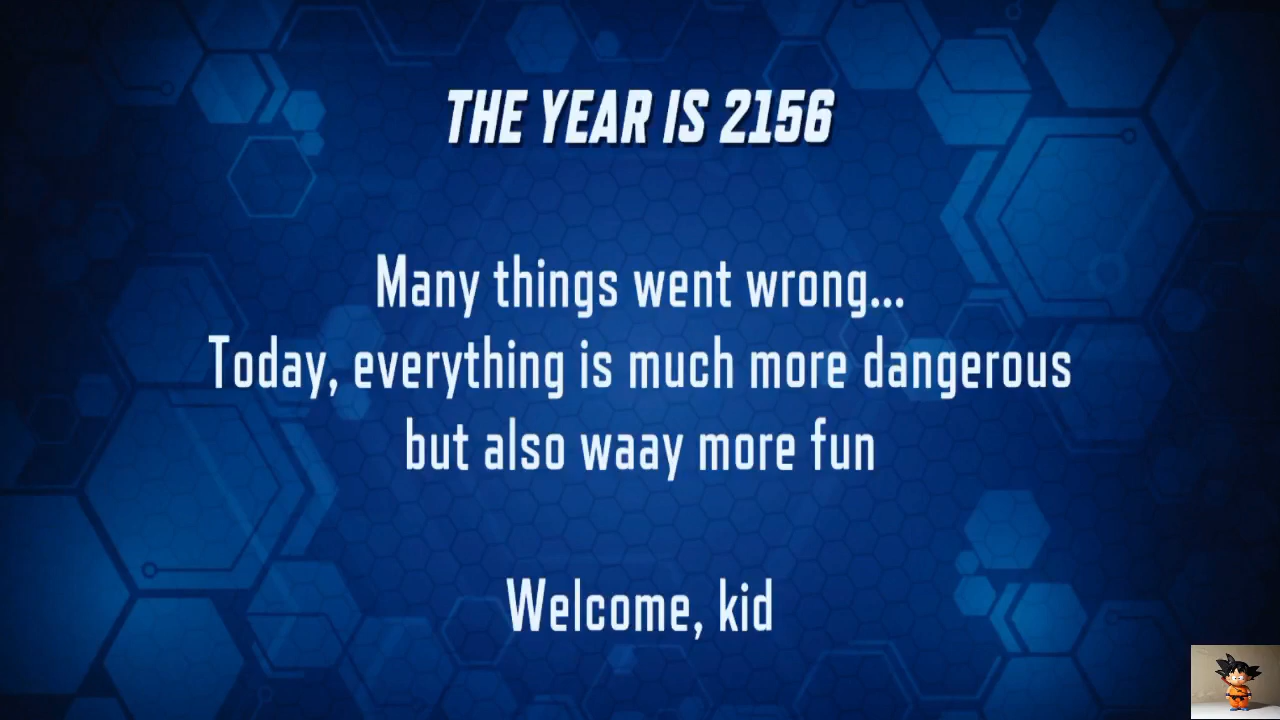 THE YEAR IS 2156
Many things went wrong...
Today, everything is much more dangerous
but also waay more fun
Welcome, kid